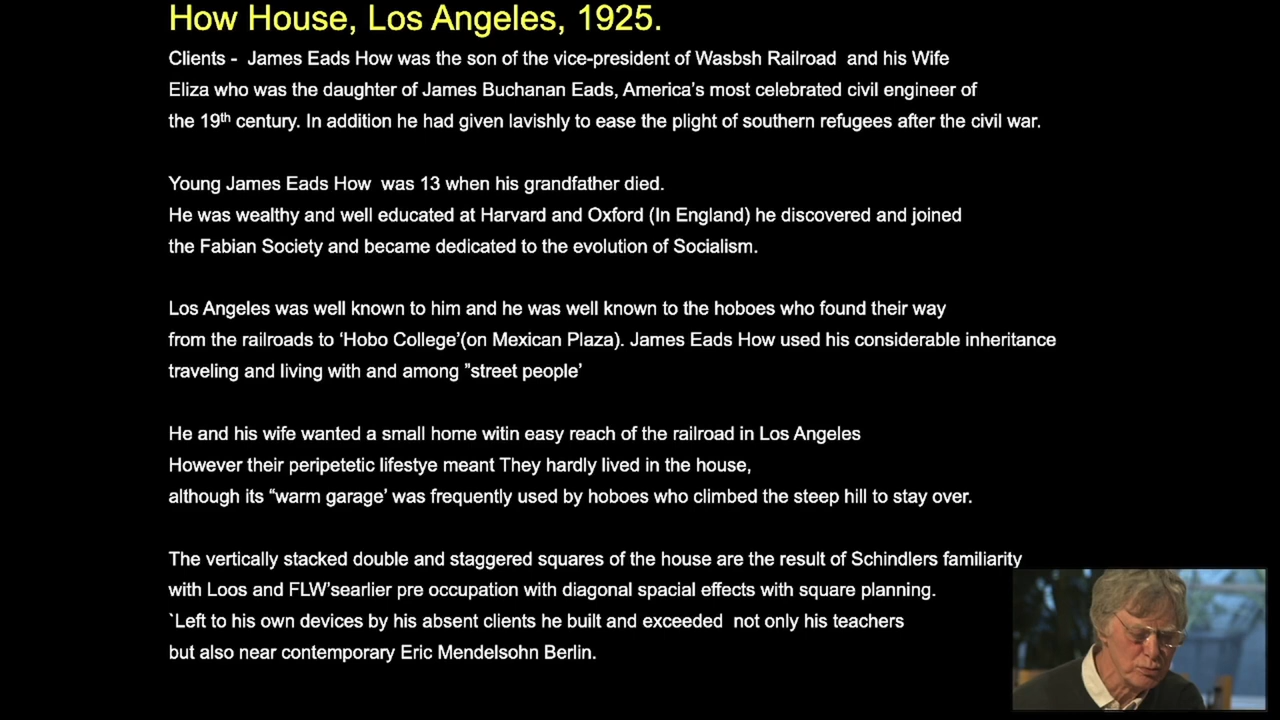 How House, Los Angeles, 1925.
Clients -  James Eads How was the son of the vice-president of Wasbsh Railroad  and his Wife
Eliza who was the daughter of James Buchanan Eads, America’s most celebrated civil engineer of
the 19th century. In addition he had given lavishly to ease the plight of southern refugees after the civil war.
Young James Eads How  was 13 when his grandfather died.
He was wealthy and well educated at Harvard and Oxford (In England) he discovered and joined
the Fabian Society and became dedicated to the evolution of Socialism.
Los Angeles was well known to him and he was well known to the hoboes who found their way
from the railroads to ‘Hobo College’(on Mexican Plaza). James Eads How used his considerable inheritance
traveling and living with and among ”street people’
He and his wife wanted a small home witin easy reach of the railroad in Los Angeles
However their peripetetic lifestye meant They hardly lived in the house,
although its “warm garage’ was frequently used by hoboes who climbed the steep hill to stay over.
The vertically stacked double and staggered squares of the house are the result of Schindlers familiarity
with Loos and FLW’searlier pre occupation with diagonal spacial effects with square planning.
`Left to his own devices by his absent clients he built and exceeded  not only his teachers
but also near contemporary Eric Mendelsohn Berlin.